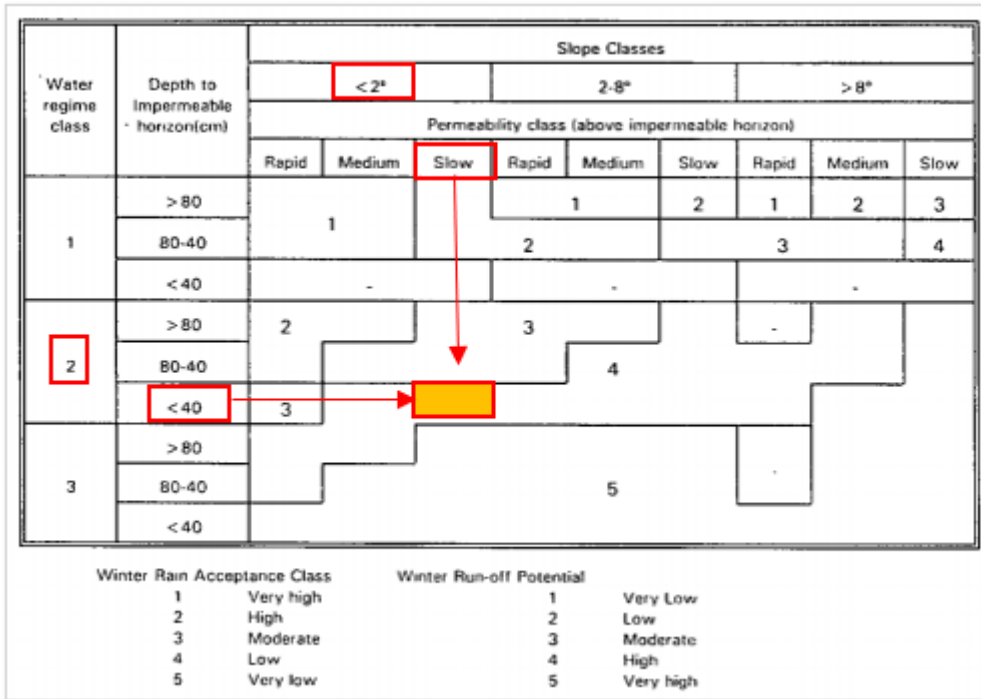 Slope Classes
Water regime class
Depth to Impermeable horizon(cm)
<2° 2-8° >8°
Permeability class (above impermeable horizon)
Rapid Medium Slow Rapid Medium Slow Rapid Medium Slow
>80 1 2 1 2 3
1 80-40 1 2 3 4
<40 - - -
>80 2 3 -
2 80-40 4
<40 3
>80
3 80-40 5 -
<40
Winter Rain Acceptance Class Winter Run-off Potential
1 Very high 1 Very Low
2 High 2 Low
3 Moderate 3 Moderate
4 Low 4 High
5 Very low 5 Very high